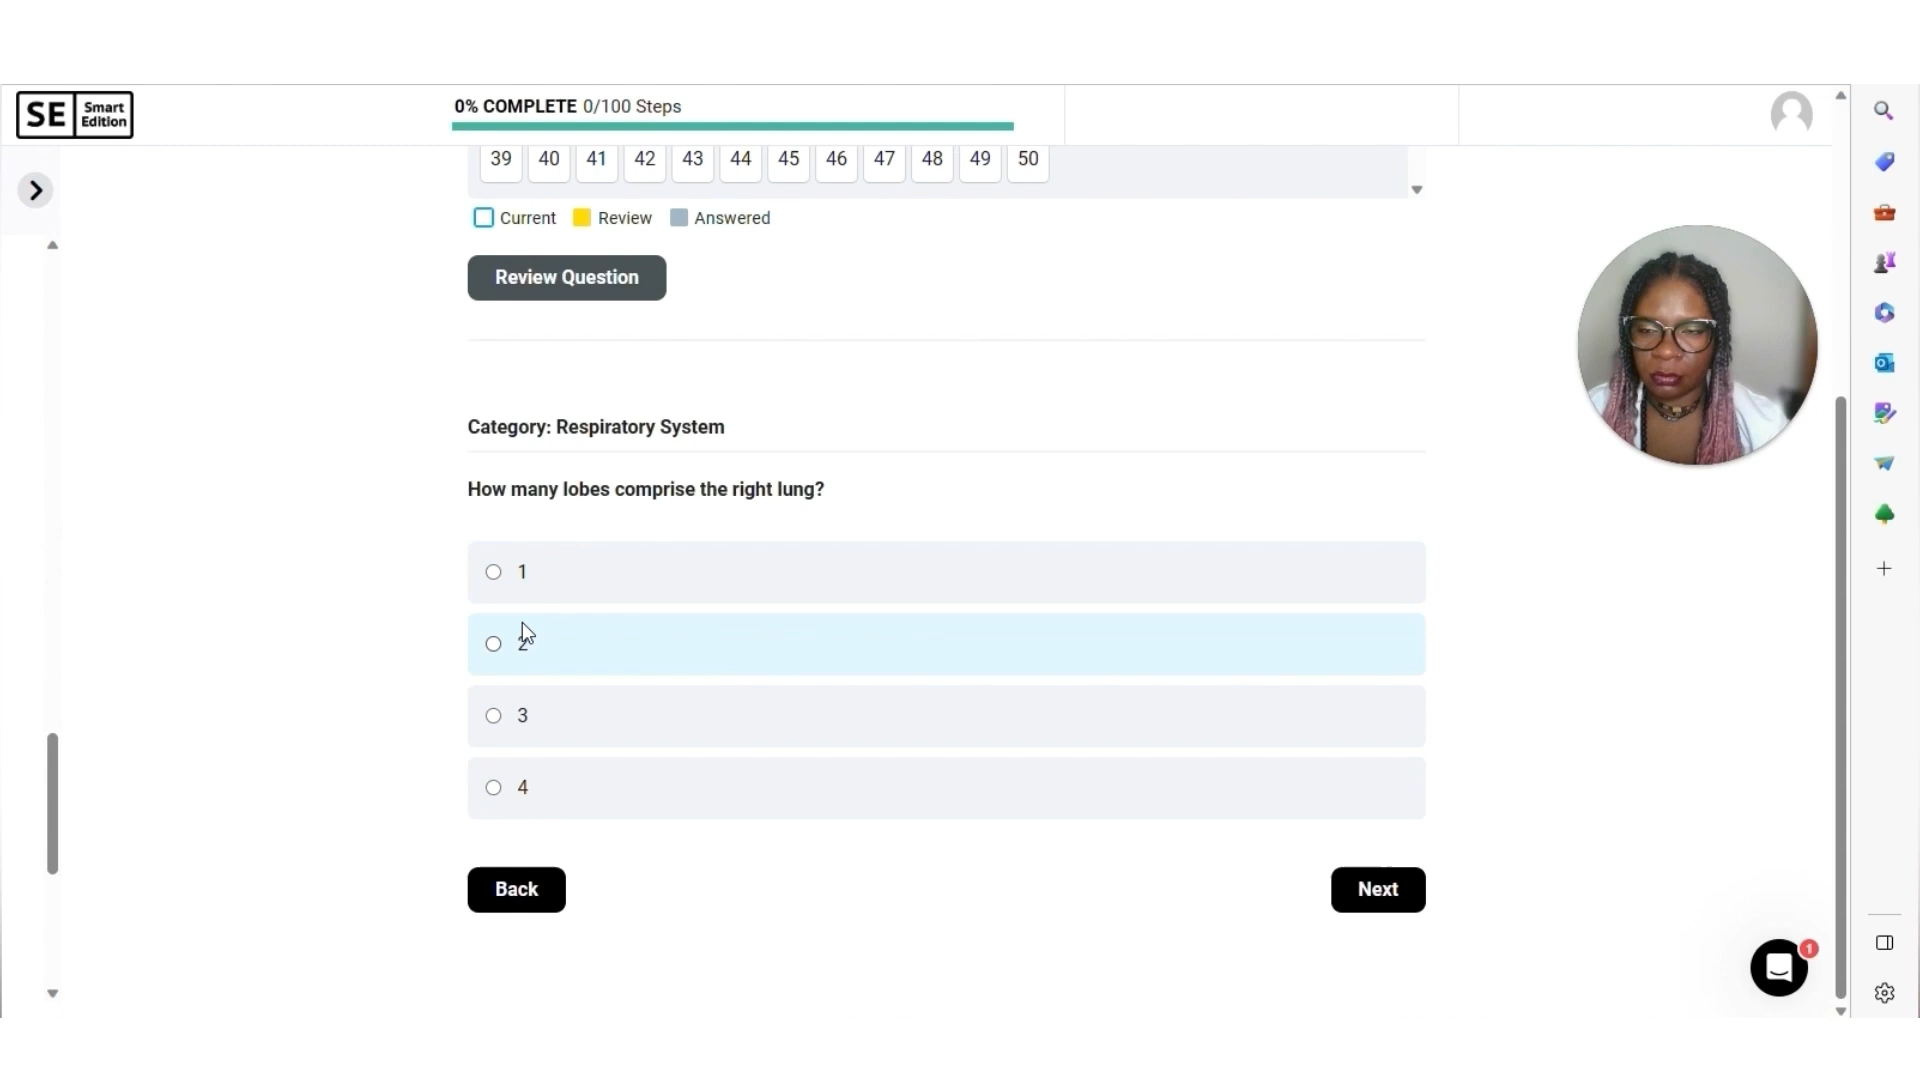 SE Smart
Edition
0% COMPLETE 0/100 Steps
39 40 41 42 43 44 45 46 47 48 49 50
Current Review Answered
Review Question
Category: Respiratory System
How many lobes comprise the right lung?
1
2
3
4
Back Next
1